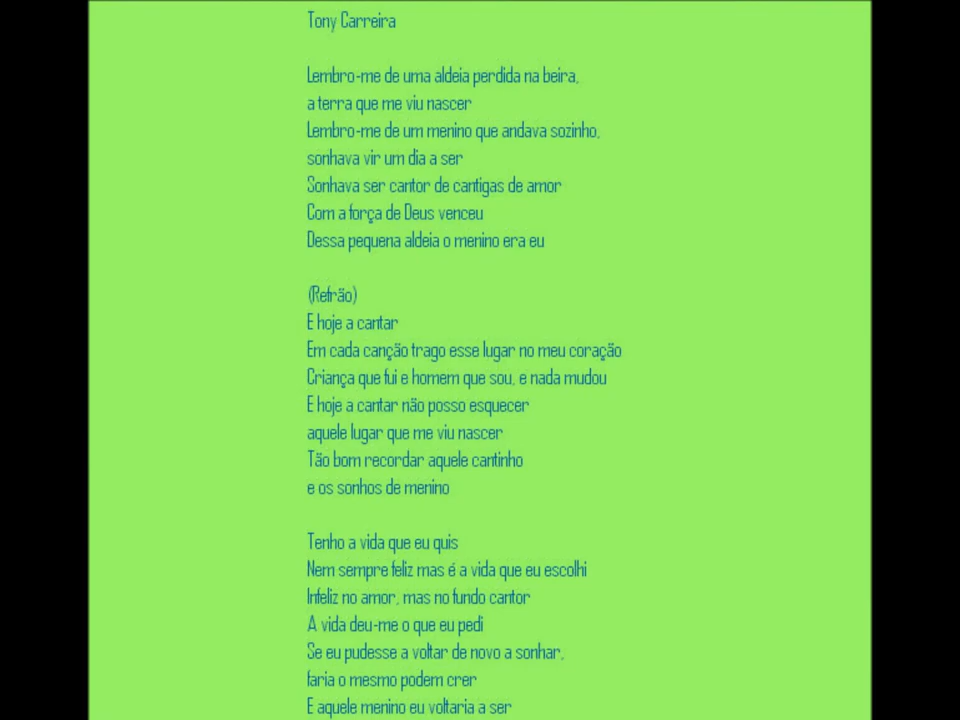 Tony Carreira
Lembro-me de uma aldeia perdida na beira,
a terra que me viu nascer
Lembro-me de um menino que andava sozinho,
sonhava vir um dia a ser
Sonhava ser cantor de cantigas de amor
Com a força de Deus venceu
Dessa pequena aldeia o menino era eu
(Refrão)
E hoje a cantar
Em cada canção trago esse lugar no meu coração
Criança que fui e homem que sou, e nada mudou
E hoje a cantar não posso esquecer
aquele lugar que me viu nascer
Tão bom recordar aquele cantinho
e os sonhos de menino
Tenho a vida que eu quis
Nem sempre feliz mas é a vida que eu escolhi
Infeliz no amor, mas no fundo cantor
A vida deu-me o que eu pedi
Se eu pudesse a voltar de novo a sonhar,
faria o mesmo podem crer
E aquele menino eu voltaria a ser